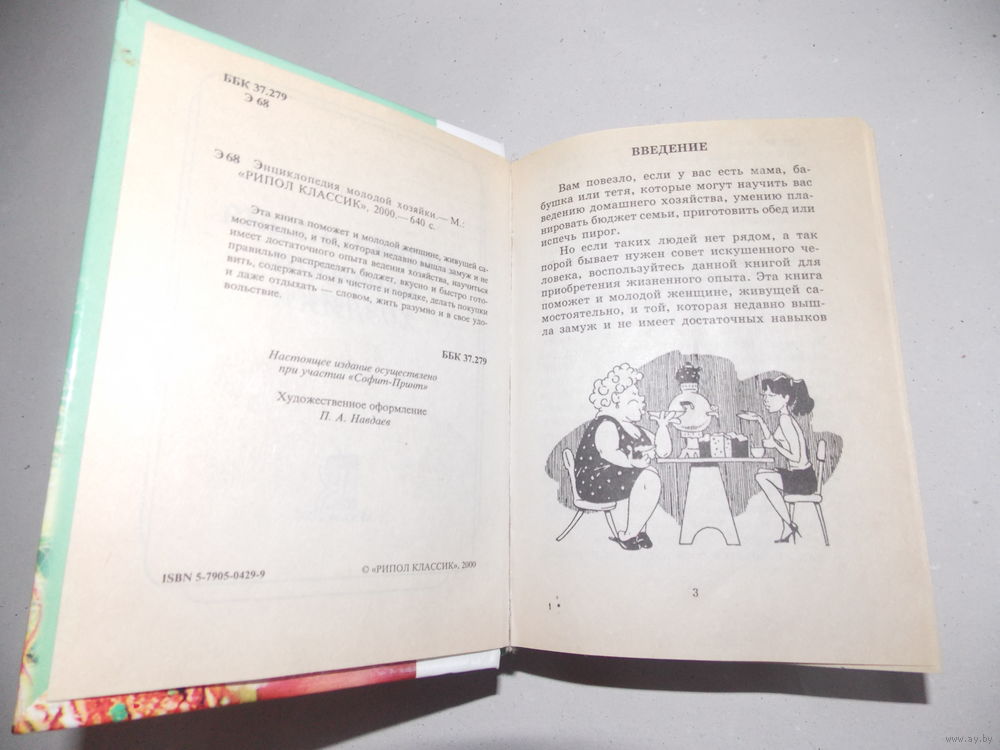 ББК 37.279
Э 68
Э68 Энциклопедия молодой хозяйки.— М.:
«РИПОЛ КЛАССИК», 2000.— 640 с.
Эта книга поможет и молодой женщине, живущей са-
мостоятельно, и той, которая недавно вышла замуж и не
имеет достаточного опыта ведения хозяйства, научиться
правильно распределять бюджет, вкусно и быстро гото-
вить, содержать дом в чистоте и порядке, делать покупки
и даже отдыхать — словом, жить разумно и в свое удо-
вольствие.
ББК 37.279
Настоящее издание осуществлено
при участии «Софит-Принт»
Художественное оформление
П. А. Навдаев
ISBN 5-7905-0429-9
© «РИПОЛ КЛАССИК», 2000
ВВЕДЕНИЕ
Вам повезло, если у вас есть мама, ба-
бушка или тетя, которые могут научить вас
ведению домашнего хозяйства, умению пла-
нировать бюджет семьи, приготовить обед или
испечь пирог.
Но если таких людей нет рядом, а так
порой бывает нужен совет искушенного че-
ловека, воспользуйтесь данной книгой для
приобретения жизненного опыта. Эта книга
поможет и молодой женщине, живущей са-
мостоятельно, и той, которая недавно выш-
ла замуж и не имеет достаточных навыков
3
1 *
www.ay.by